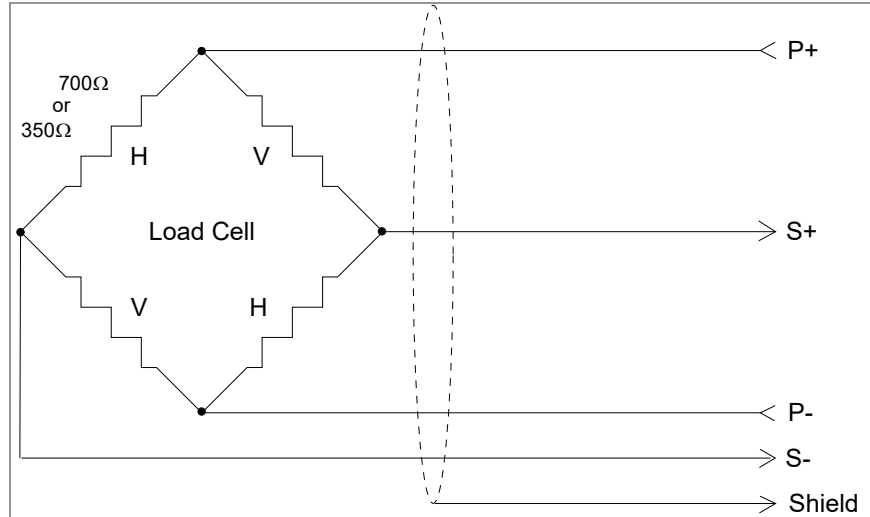 P+
700Ω
or
350Ω
H
V
Load Cell
S+
V
H
P-
S-
Shield